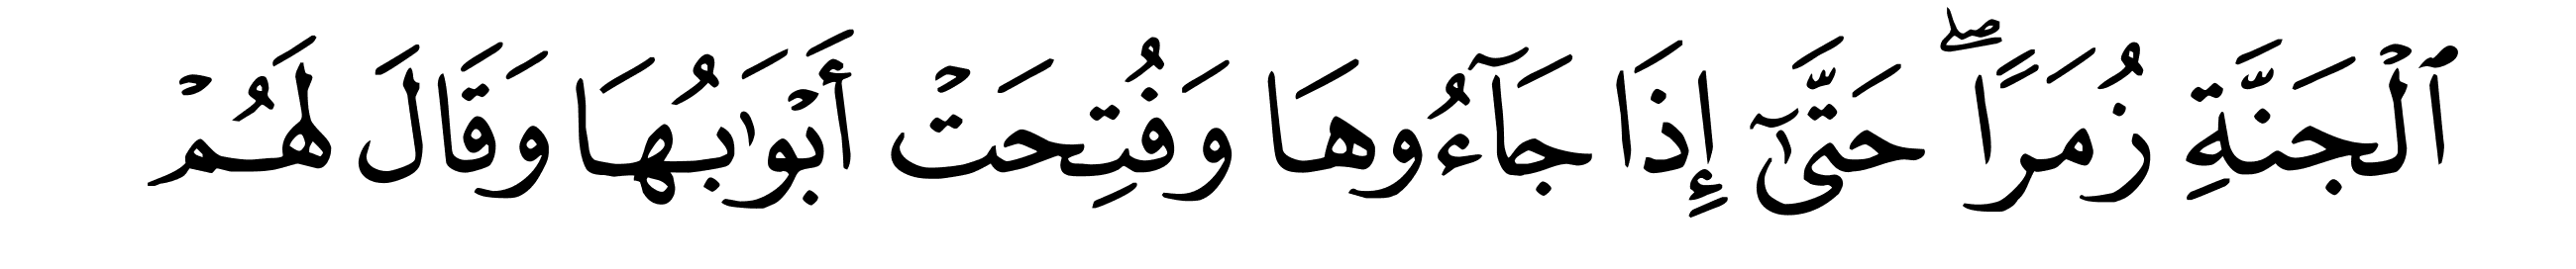 ٱلۡجَنَّةِ زُمَرًاۖ حَتَّىٰٓ إِذَا جَآءُوهَا وَفُتِحَتۡ أَبۡوَٰبُهَا وَقَالَ لَهُمۡ